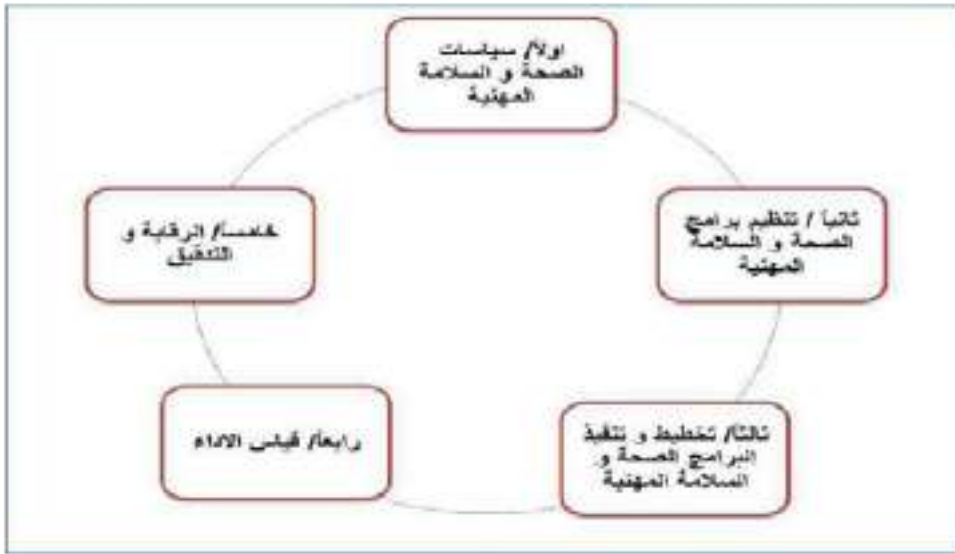 اولاً/ سياسات
الصحة و السلامة
المهنية
ثانياً / تنظيم برامج
الصحة و السلامة
المهنية
ثالثاً/ تخطيط و تنفيذ
البرامج الصحة و
السلامة المهنية
رابعاً/ قياس الاداء
خامساً/ الرقابة و
التدقيق